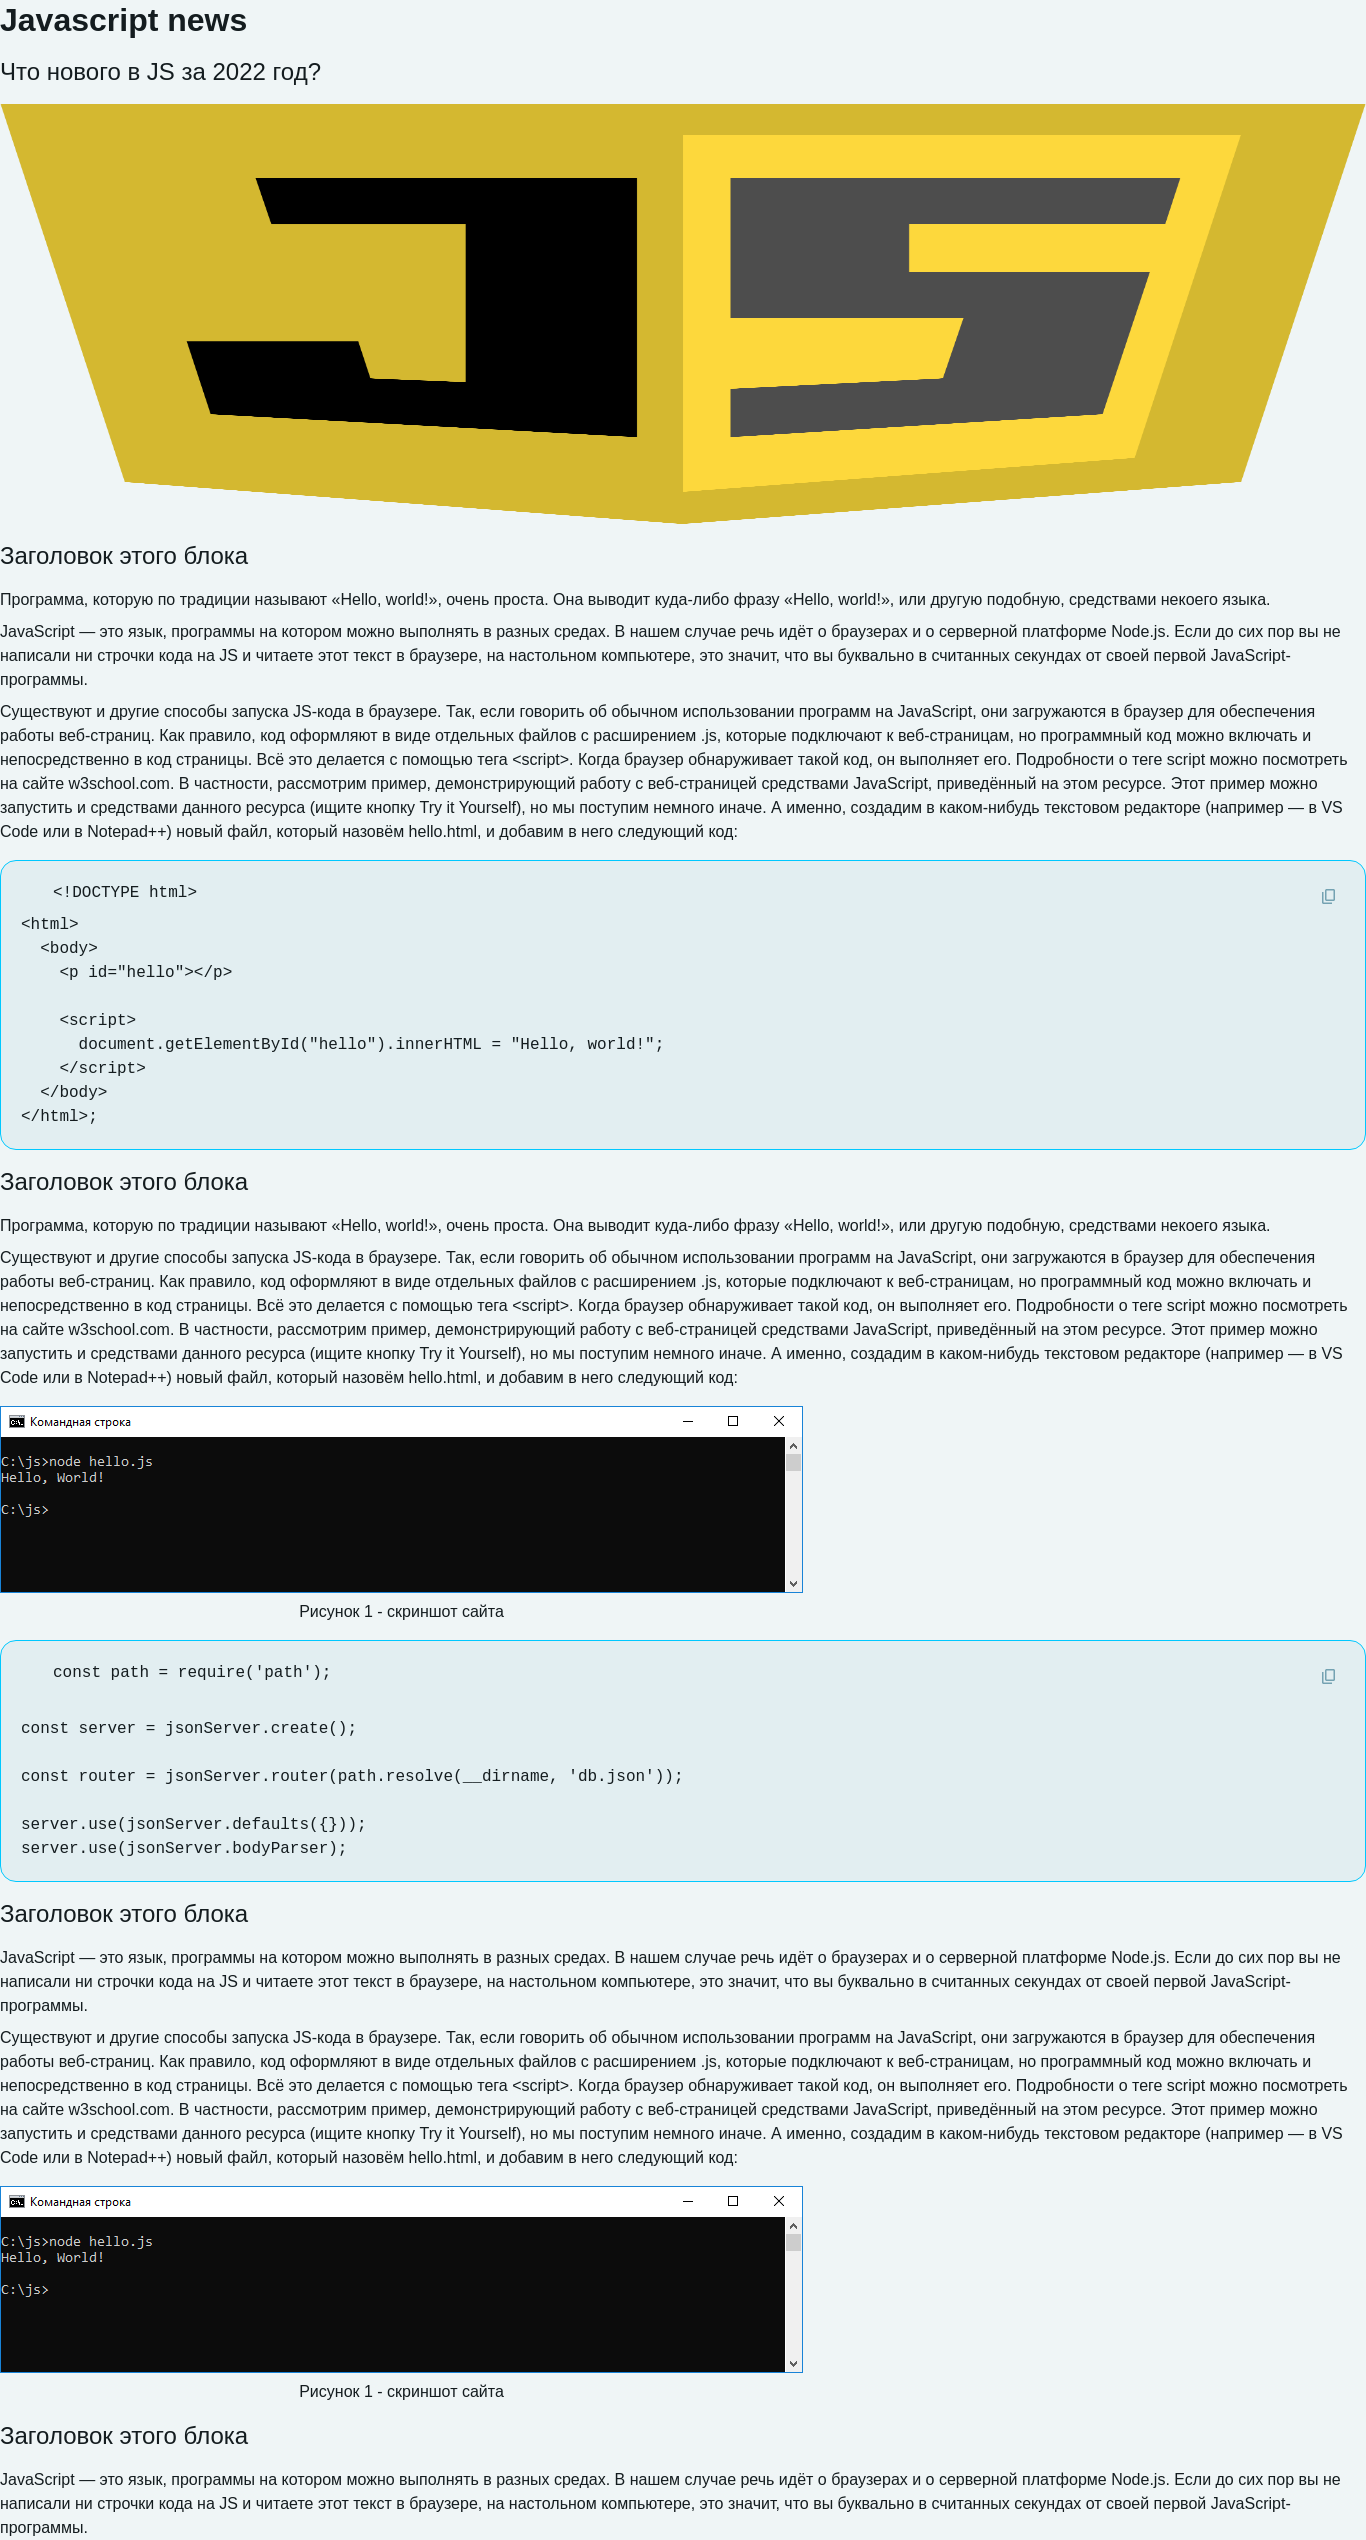 Javascript news
Что нового в JS за 2022 год?
JS
Заголовок этого блока
Программа, которую по традиции называют «Hello, world!», очень проста. Она выводит куда-либо фразу «Hello, world!», или другую подобную, средствами некоего языка.
JavaScript — это язык, программы на котором можно выполнять в разных средах. В нашем случае речь идёт о браузерах и о серверной платформе Node.js. Если до сих пор вы не
написали ни строчки кода на JS и читаете этот текст в браузере, на настольном компьютере, это значит, что вы буквально в считанных секундах от своей первой JavaScript-
программы.
Существуют и другие способы запуска JS-кода в браузере. Так, если говорить об обычном использовании программ на JavaScript, они загружаются в браузер для обеспечения
работы веб-страниц. Как правило, код оформляют в виде отдельных файлов с расширением .js, которые подключают к веб-страницам, но программный код можно включать и
непосредственно в код страницы. Всё это делается с помощью тега <script>. Когда браузер обнаруживает такой код, он выполняет его. Подробности о теге script можно посмотреть
на сайте w3school.com. В частности, рассмотрим пример, демонстрирующий работу с веб-страницей средствами JavaScript, приведённый на этом ресурсе. Этот пример можно
запустить и средствами данного ресурса (ищите кнопку Try it Yourself), но мы поступим немного иначе. А именно, создадим в каком-нибудь текстовом редакторе (например — в VS
Code или в Notepad++) новый файл, который назовём hello.html, и добавим в него следующий код:
<!DOCTYPE html>
<html>
<body>
<p id="hello"></p>
<script>
document.getElementById("hello").innerHTML = "Hello, world!";
</script>
</body>
</html>;
Заголовок этого блока
Программа, которую по традиции называют «Hello, world!», очень проста. Она выводит куда-либо фразу «Hello, world!», или другую подобную, средствами некоего языка.
Существуют и другие способы запуска JS-кода в браузере. Так, если говорить об обычном использовании программ на JavaScript, они загружаются в браузер для обеспечения
работы веб-страниц. Как правило, код оформляют в виде отдельных файлов с расширением .js, которые подключают к веб-страницам, но программный код можно включать и
непосредственно в код страницы. Всё это делается с помощью тега <script>. Когда браузер обнаруживает такой код, он выполняет его. Подробности о теге script можно посмотреть
на сайте w3school.com. В частности, рассмотрим пример, демонстрирующий работу с веб-страницей средствами JavaScript, приведённый на этом ресурсе. Этот пример можно
запустить и средствами данного ресурса (ищите кнопку Try it Yourself), но мы поступим немного иначе. А именно, создадим в каком-нибудь текстовом редакторе (например — в VS
Code или в Notepad++) новый файл, который назовём hello.html, и добавим в него следующий код:
Командная строка
C:\js>node hello.js
Hello, World!
C:\js>
Рисунок 1 - скриншот сайта
const path = require('path');
const server = jsonServer.create();
const router = jsonServer.router(path.resolve(__dirname, 'db.json'));
server.use(jsonServer.defaults({}));
server.use(jsonServer.bodyParser);
Заголовок этого блока
JavaScript — это язык, программы на котором можно выполнять в разных средах. В нашем случае речь идёт о браузерах и о серверной платформе Node.js. Если до сих пор вы не
написали ни строчки кода на JS и читаете этот текст в браузере, на настольном компьютере, это значит, что вы буквально в считанных секундах от своей первой JavaScript-
программы.
Существуют и другие способы запуска JS-кода в браузере. Так, если говорить об обычном использовании программ на JavaScript, они загружаются в браузер для обеспечения
работы веб-страниц. Как правило, код оформляют в виде отдельных файлов с расширением .js, которые подключают к веб-страницам, но программный код можно включать и
непосредственно в код страницы. Всё это делается с помощью тега <script>. Когда браузер обнаруживает такой код, он выполняет его. Подробности о теге script можно посмотреть
на сайте w3school.com. В частности, рассмотрим пример, демонстрирующий работу с веб-страницей средствами JavaScript, приведённый на этом ресурсе. Этот пример можно
запустить и средствами данного ресурса (ищите кнопку Try it Yourself), но мы поступим немного иначе. А именно, создадим в каком-нибудь текстовом редакторе (например — в VS
Code или в Notepad++) новый файл, который назовём hello.html, и добавим в него следующий код:
Командная строка
C:\js>node hello.js
Hello, World!
C:\js>
Рисунок 1 - скриншот сайта
Заголовок этого блока
JavaScript — это язык, программы на котором можно выполнять в разных средах. В нашем случае речь идёт о браузерах и о серверной платформе Node.js. Если до сих пор вы не
написали ни строчки кода на JS и читаете этот текст в браузере, на настольном компьютере, это значит, что вы буквально в считанных секундах от своей первой JavaScript-
программы.